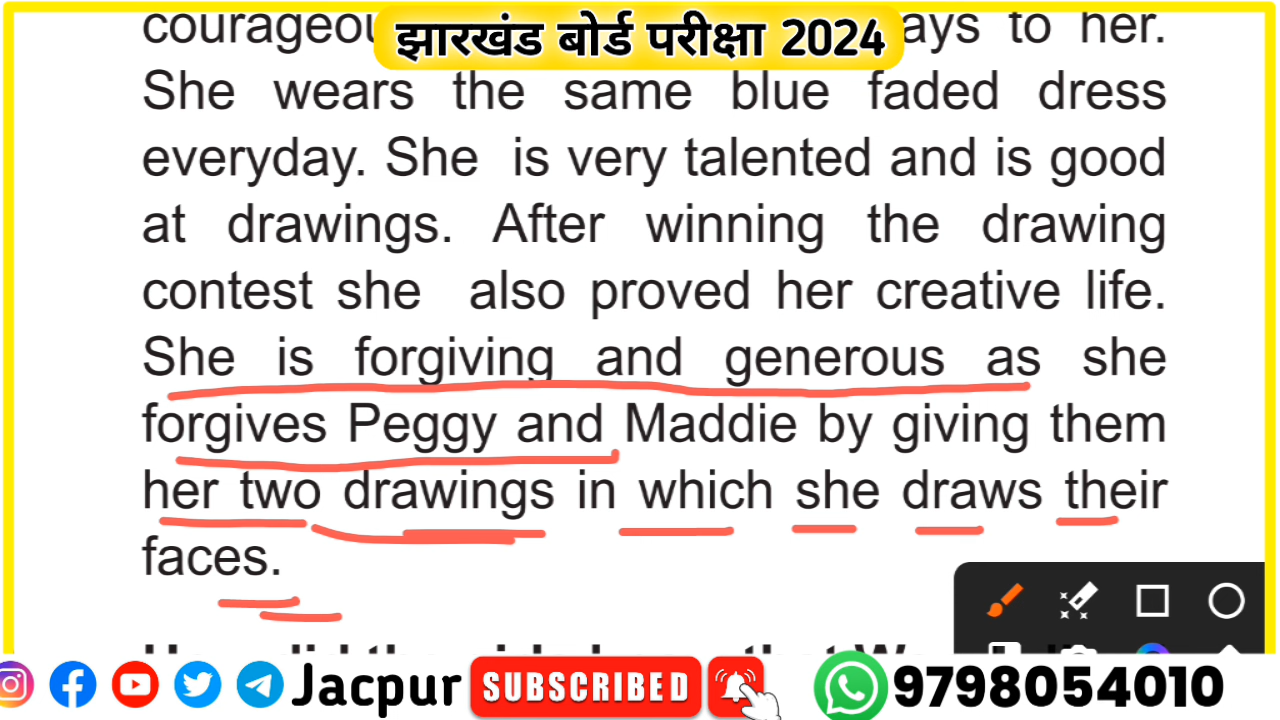 झारखंड बोर्ड परीक्षा 2024
to her.
She wears the same blue faded dress
everyday. She is very talented and is good
at drawings. After winning the drawing
contest she also proved her creative life.
She is forgiving and generous as she
forgives Peggy and Maddie by giving them
her two drawings in which she draws their
faces.
Jacpur SUBSCRIBED 9798054010